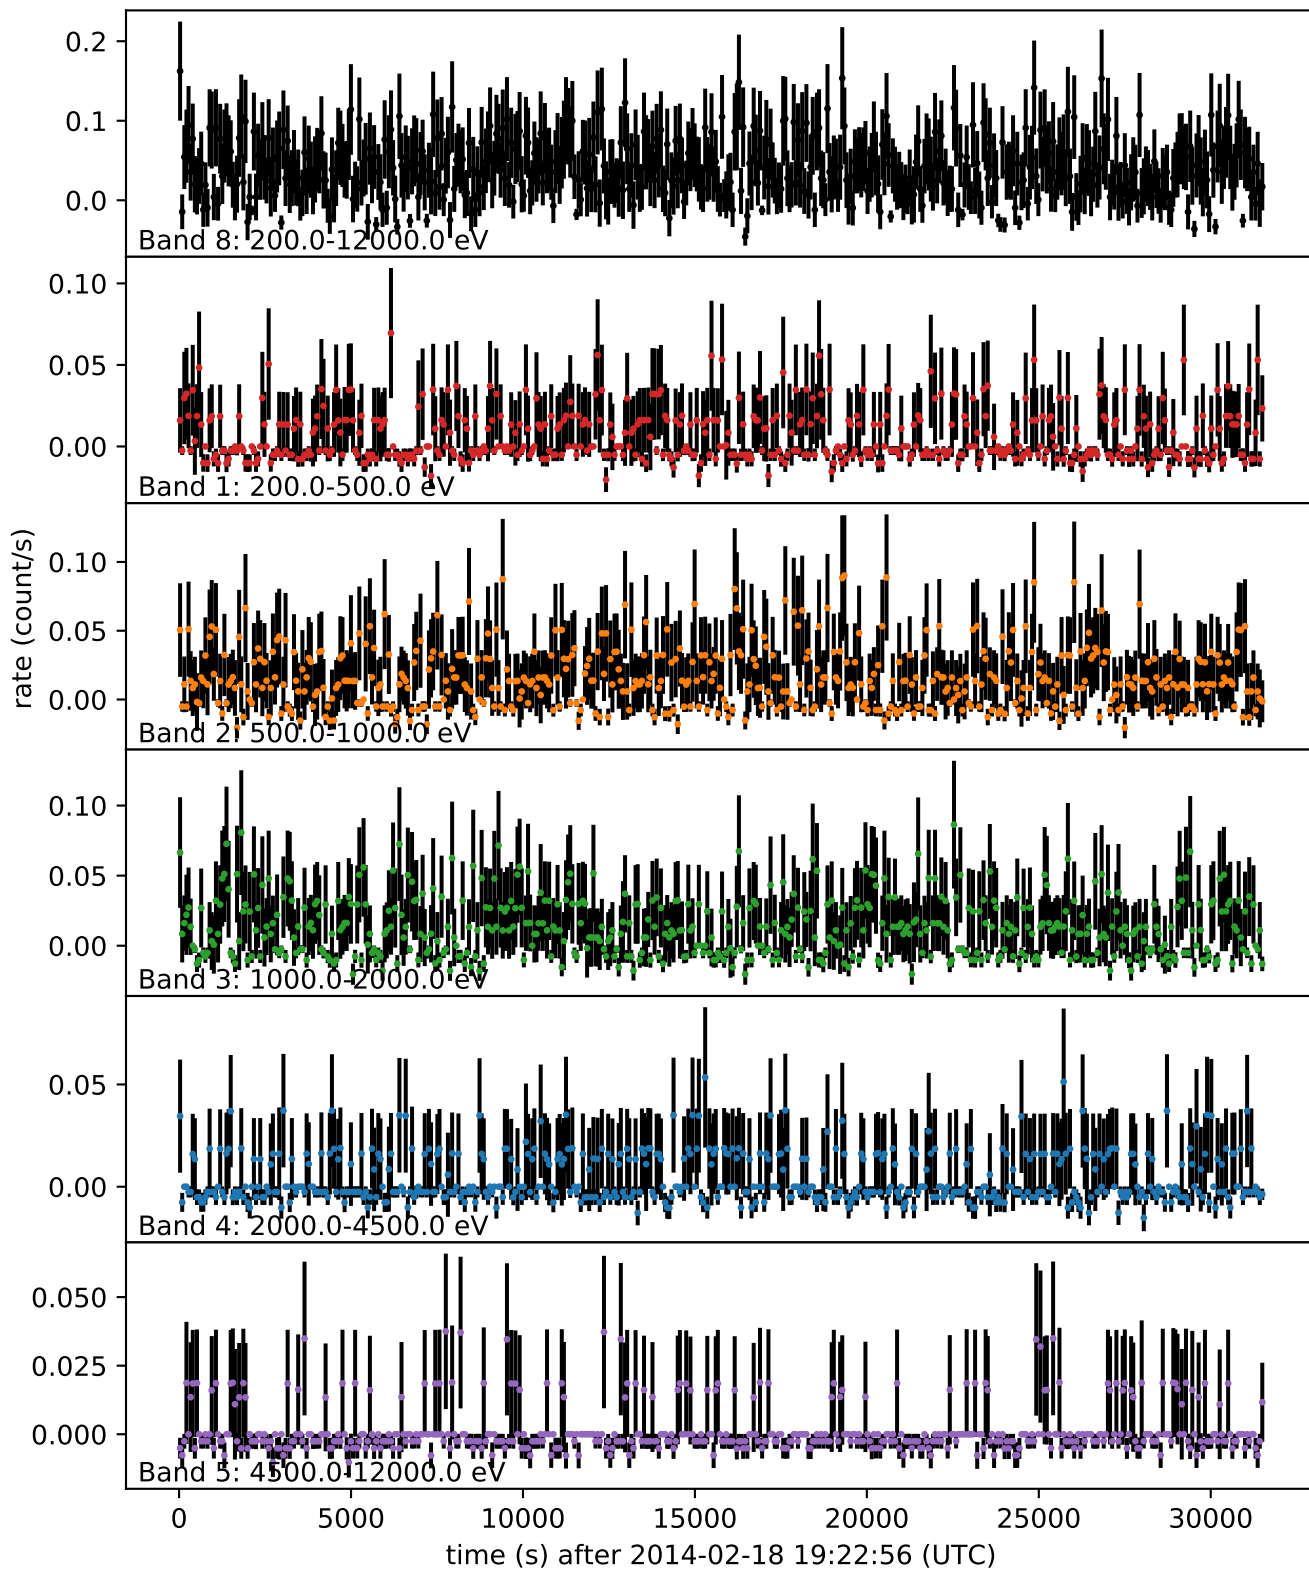 0.2
0.1
0.0
Band 8: 200.0-12000.0 eV
0.10
0.05
0.00
Band 1: 200.0-500.0 eV
0.10
0.05
0.00
Band 2: 500.0-1000.0 eV
rate (count/s)
0.10
0.05
0.00
Band 3: 1000.0-2000.0 eV
0.05
0.00
Band 4: 2000.0-4500.0 eV
0.050
0.025
0.000
Band 5: 4500.0-12000.0 eV
0 5000 10000 15000 20000 25000 30000
time (s) after 2014-02-18 19:22:56 (UTC)